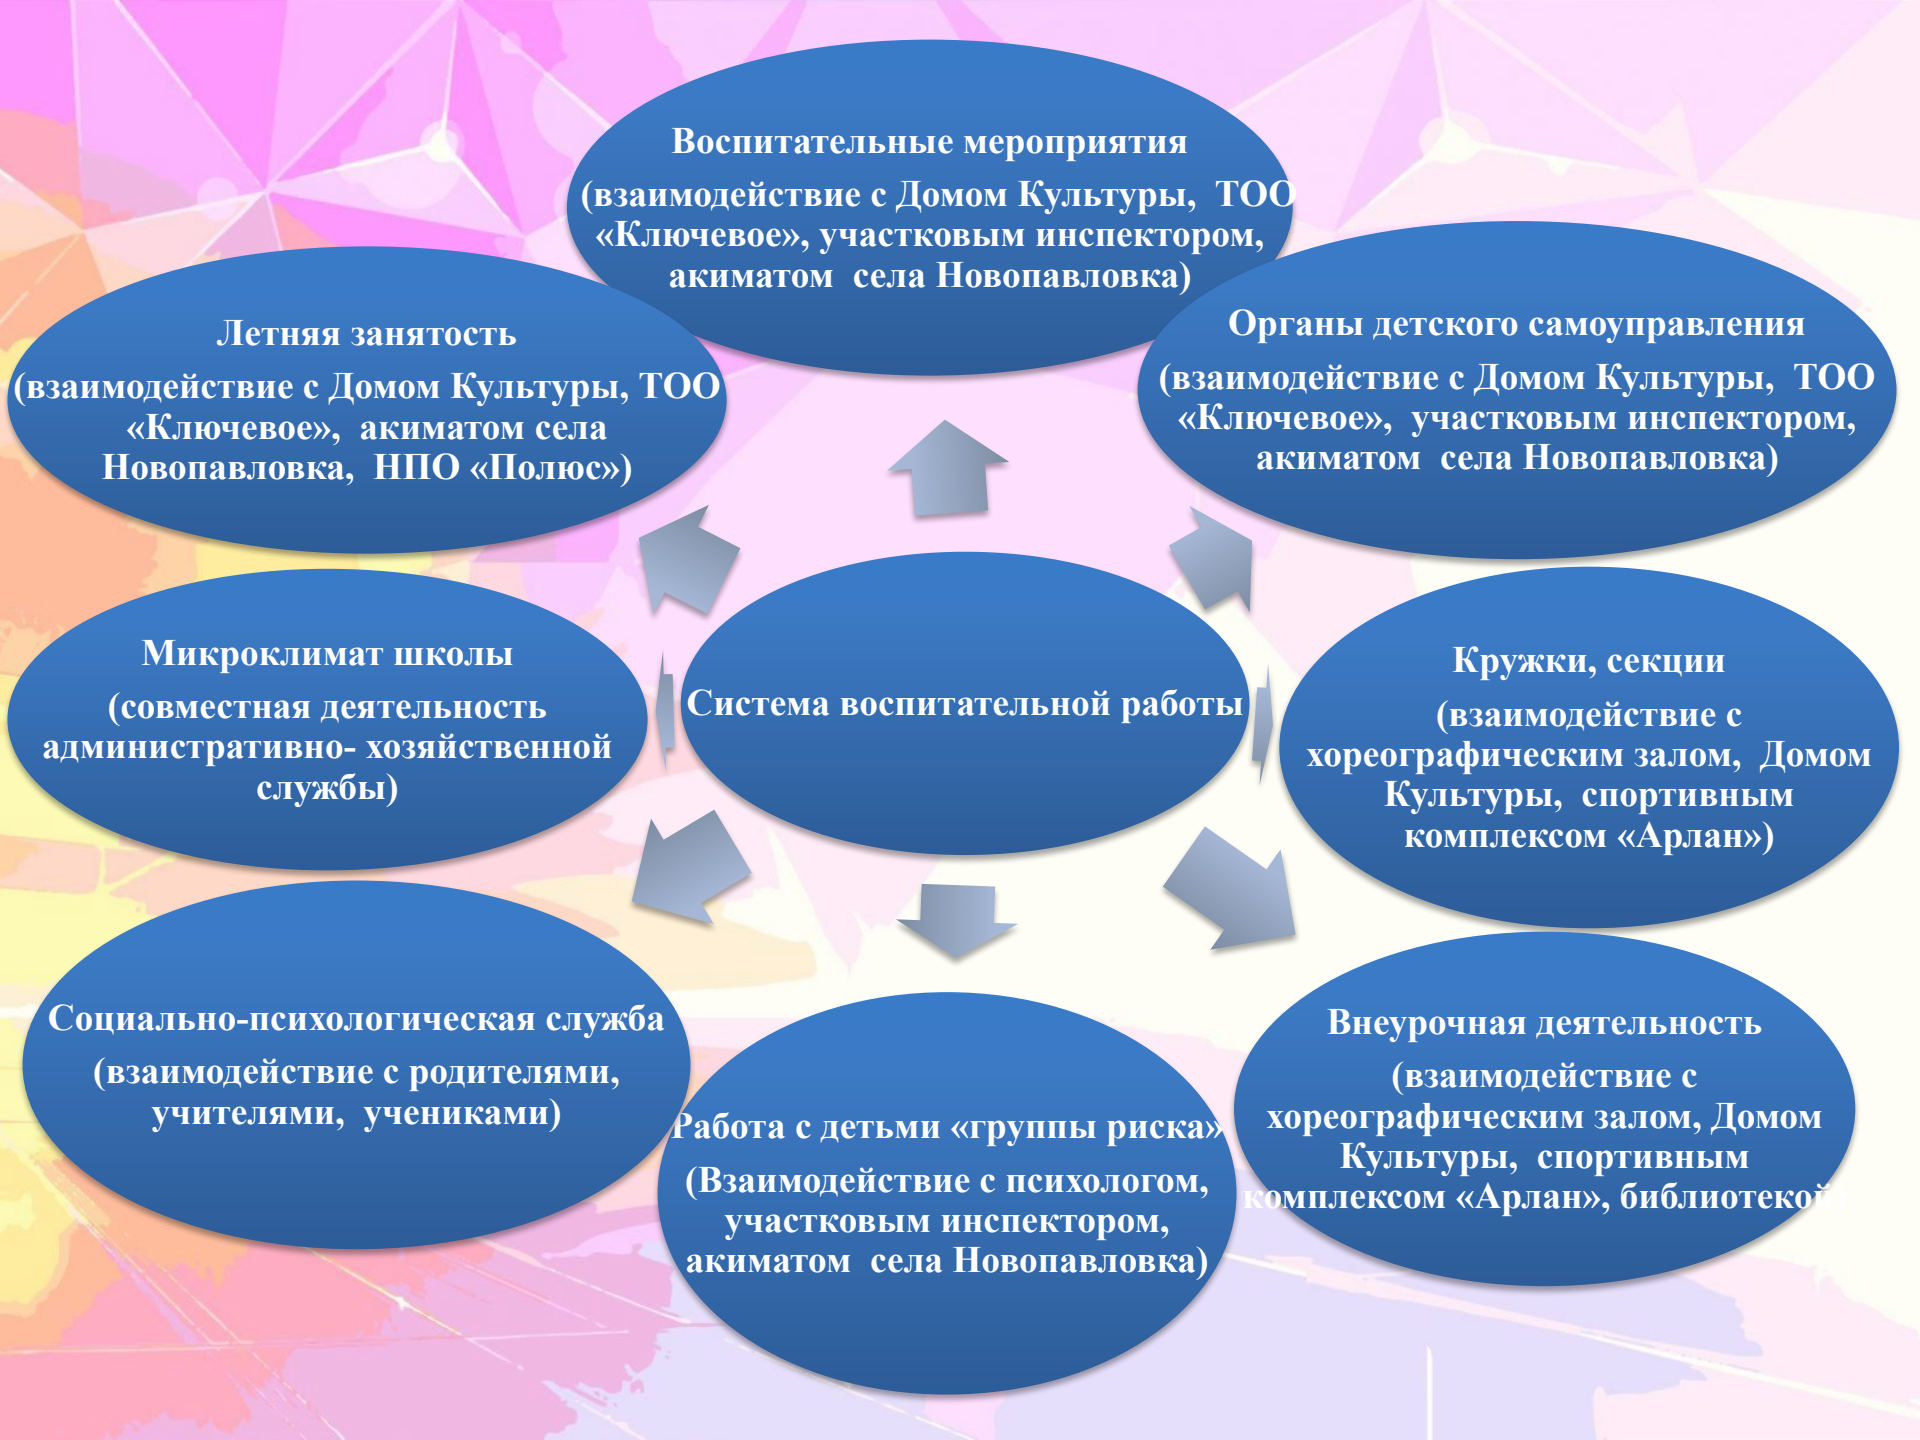 Воспитательные мероприятия
(взаимодействие с Домом Культуры,  ТОО
«Ключевое», участковым инспектором,
акиматом  села Новопавловка)
Органы детского самоуправления
(взаимодействие с Домом Культуры,  ТОО
«Ключевое»,  участковым инспектором,
акиматом  села Новопавловка)
Кружки, секции
(взаимодействие с
хореографическим залом,  Домом
Культуры,  спортивным
комплексом «Арлан»)
Внеурочная деятельность
(взаимодействие с
хореографическим залом, Домом
Культуры,  спортивным
комплексом «Арлан», библиотекой
Работа с детьми «группы риска»
(Взаимодействие с психологом,
участковым инспектором,
акиматом  села Новопавловка)
Социально-психологическая служба
(взаимодействие с родителями,
учителями,  учениками)
Микроклимат школы
(совместная деятельность
административно- хозяйственной
службы)
Летняя занятость
(взаимодействие с Домом Культуры, ТОО
«Ключевое»,  акиматом села
Новопавловка,  НПО «Полюс»)
Система воспитательной работы